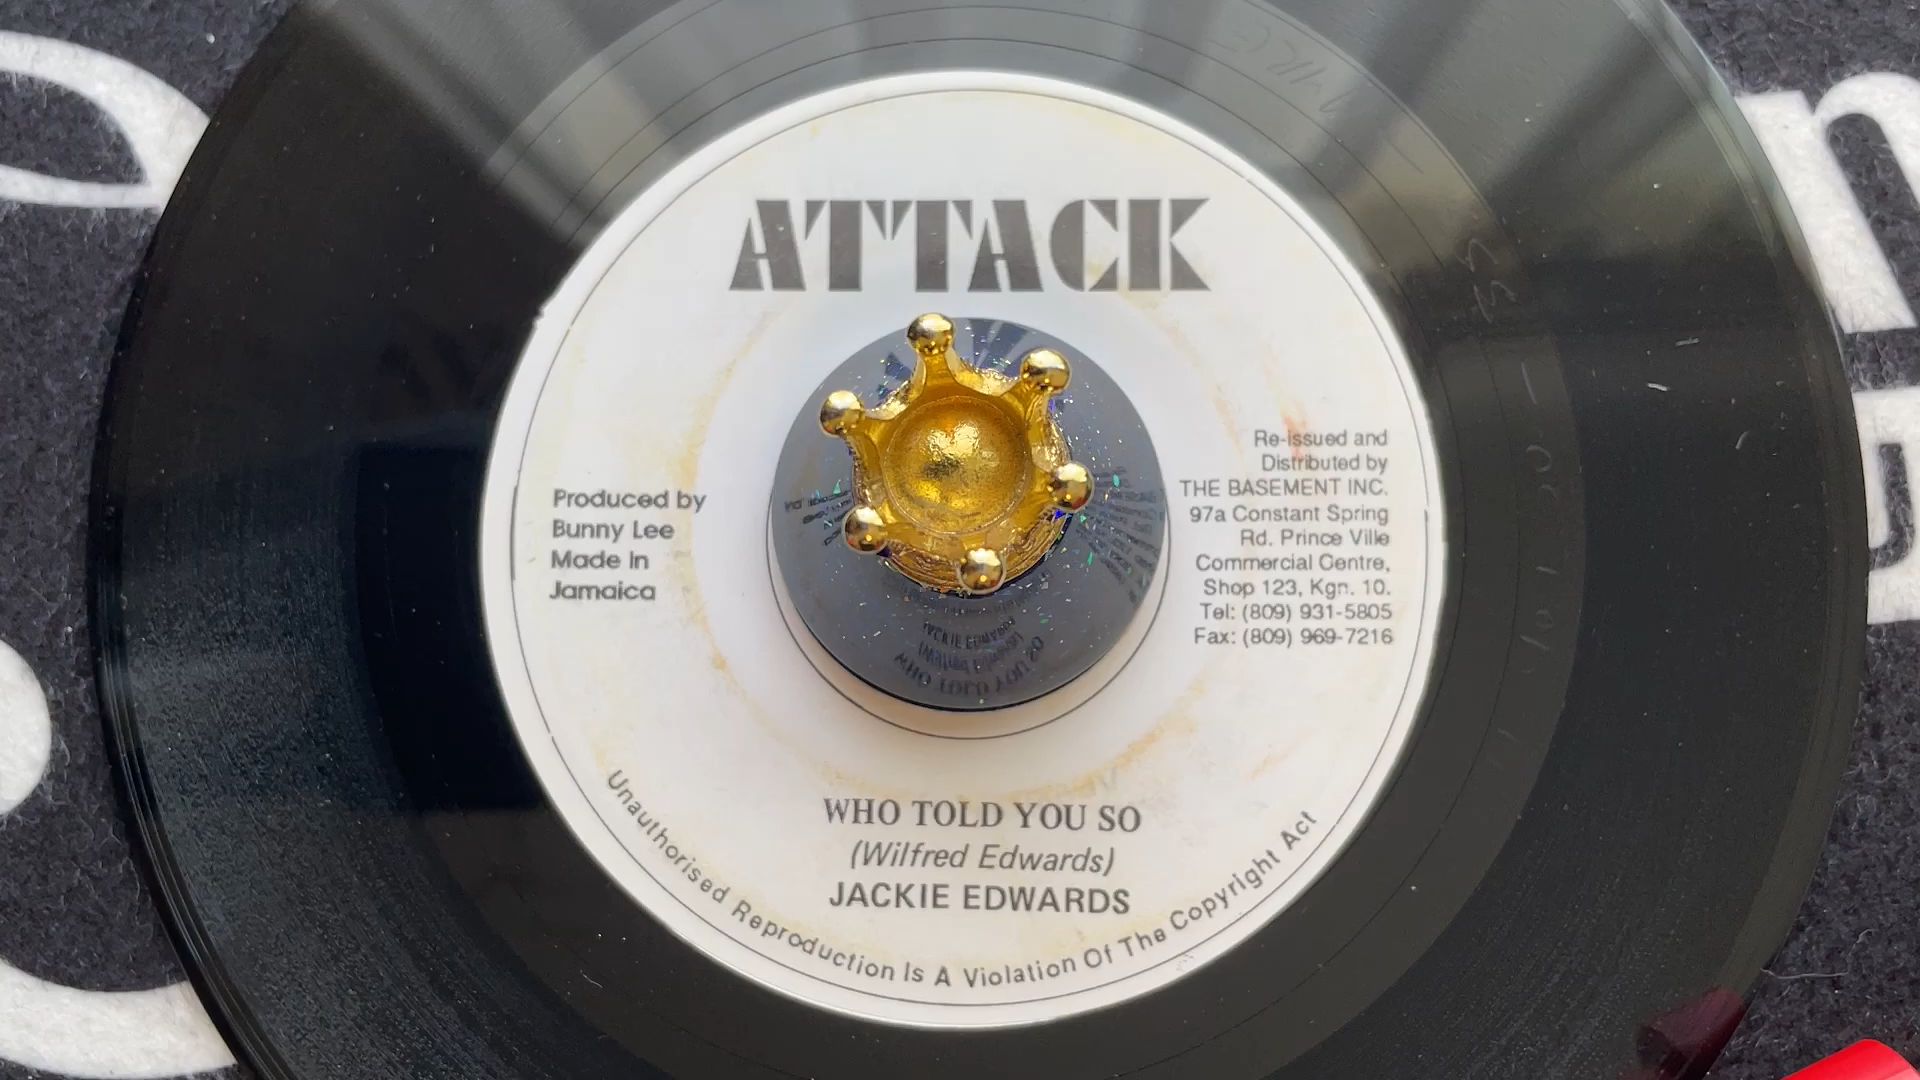 ATTACK
Produced by
Bunny Lee
Made In
Jamaica
Re-issued and
Distributed by
THE BASEMENT INC.
97a Constant Spring
Rd. Prince Ville
Commercial Centre,
Shop 123, Kgn. 10.
Tel: (809) 931-5805
Fax: (809) 969-7216
WHO TOLD YOU SO
(Wilfred Edwards)
JACKIE EDWARDS
Unauthorised Reproduction Is A Violation Of The Copyright Act